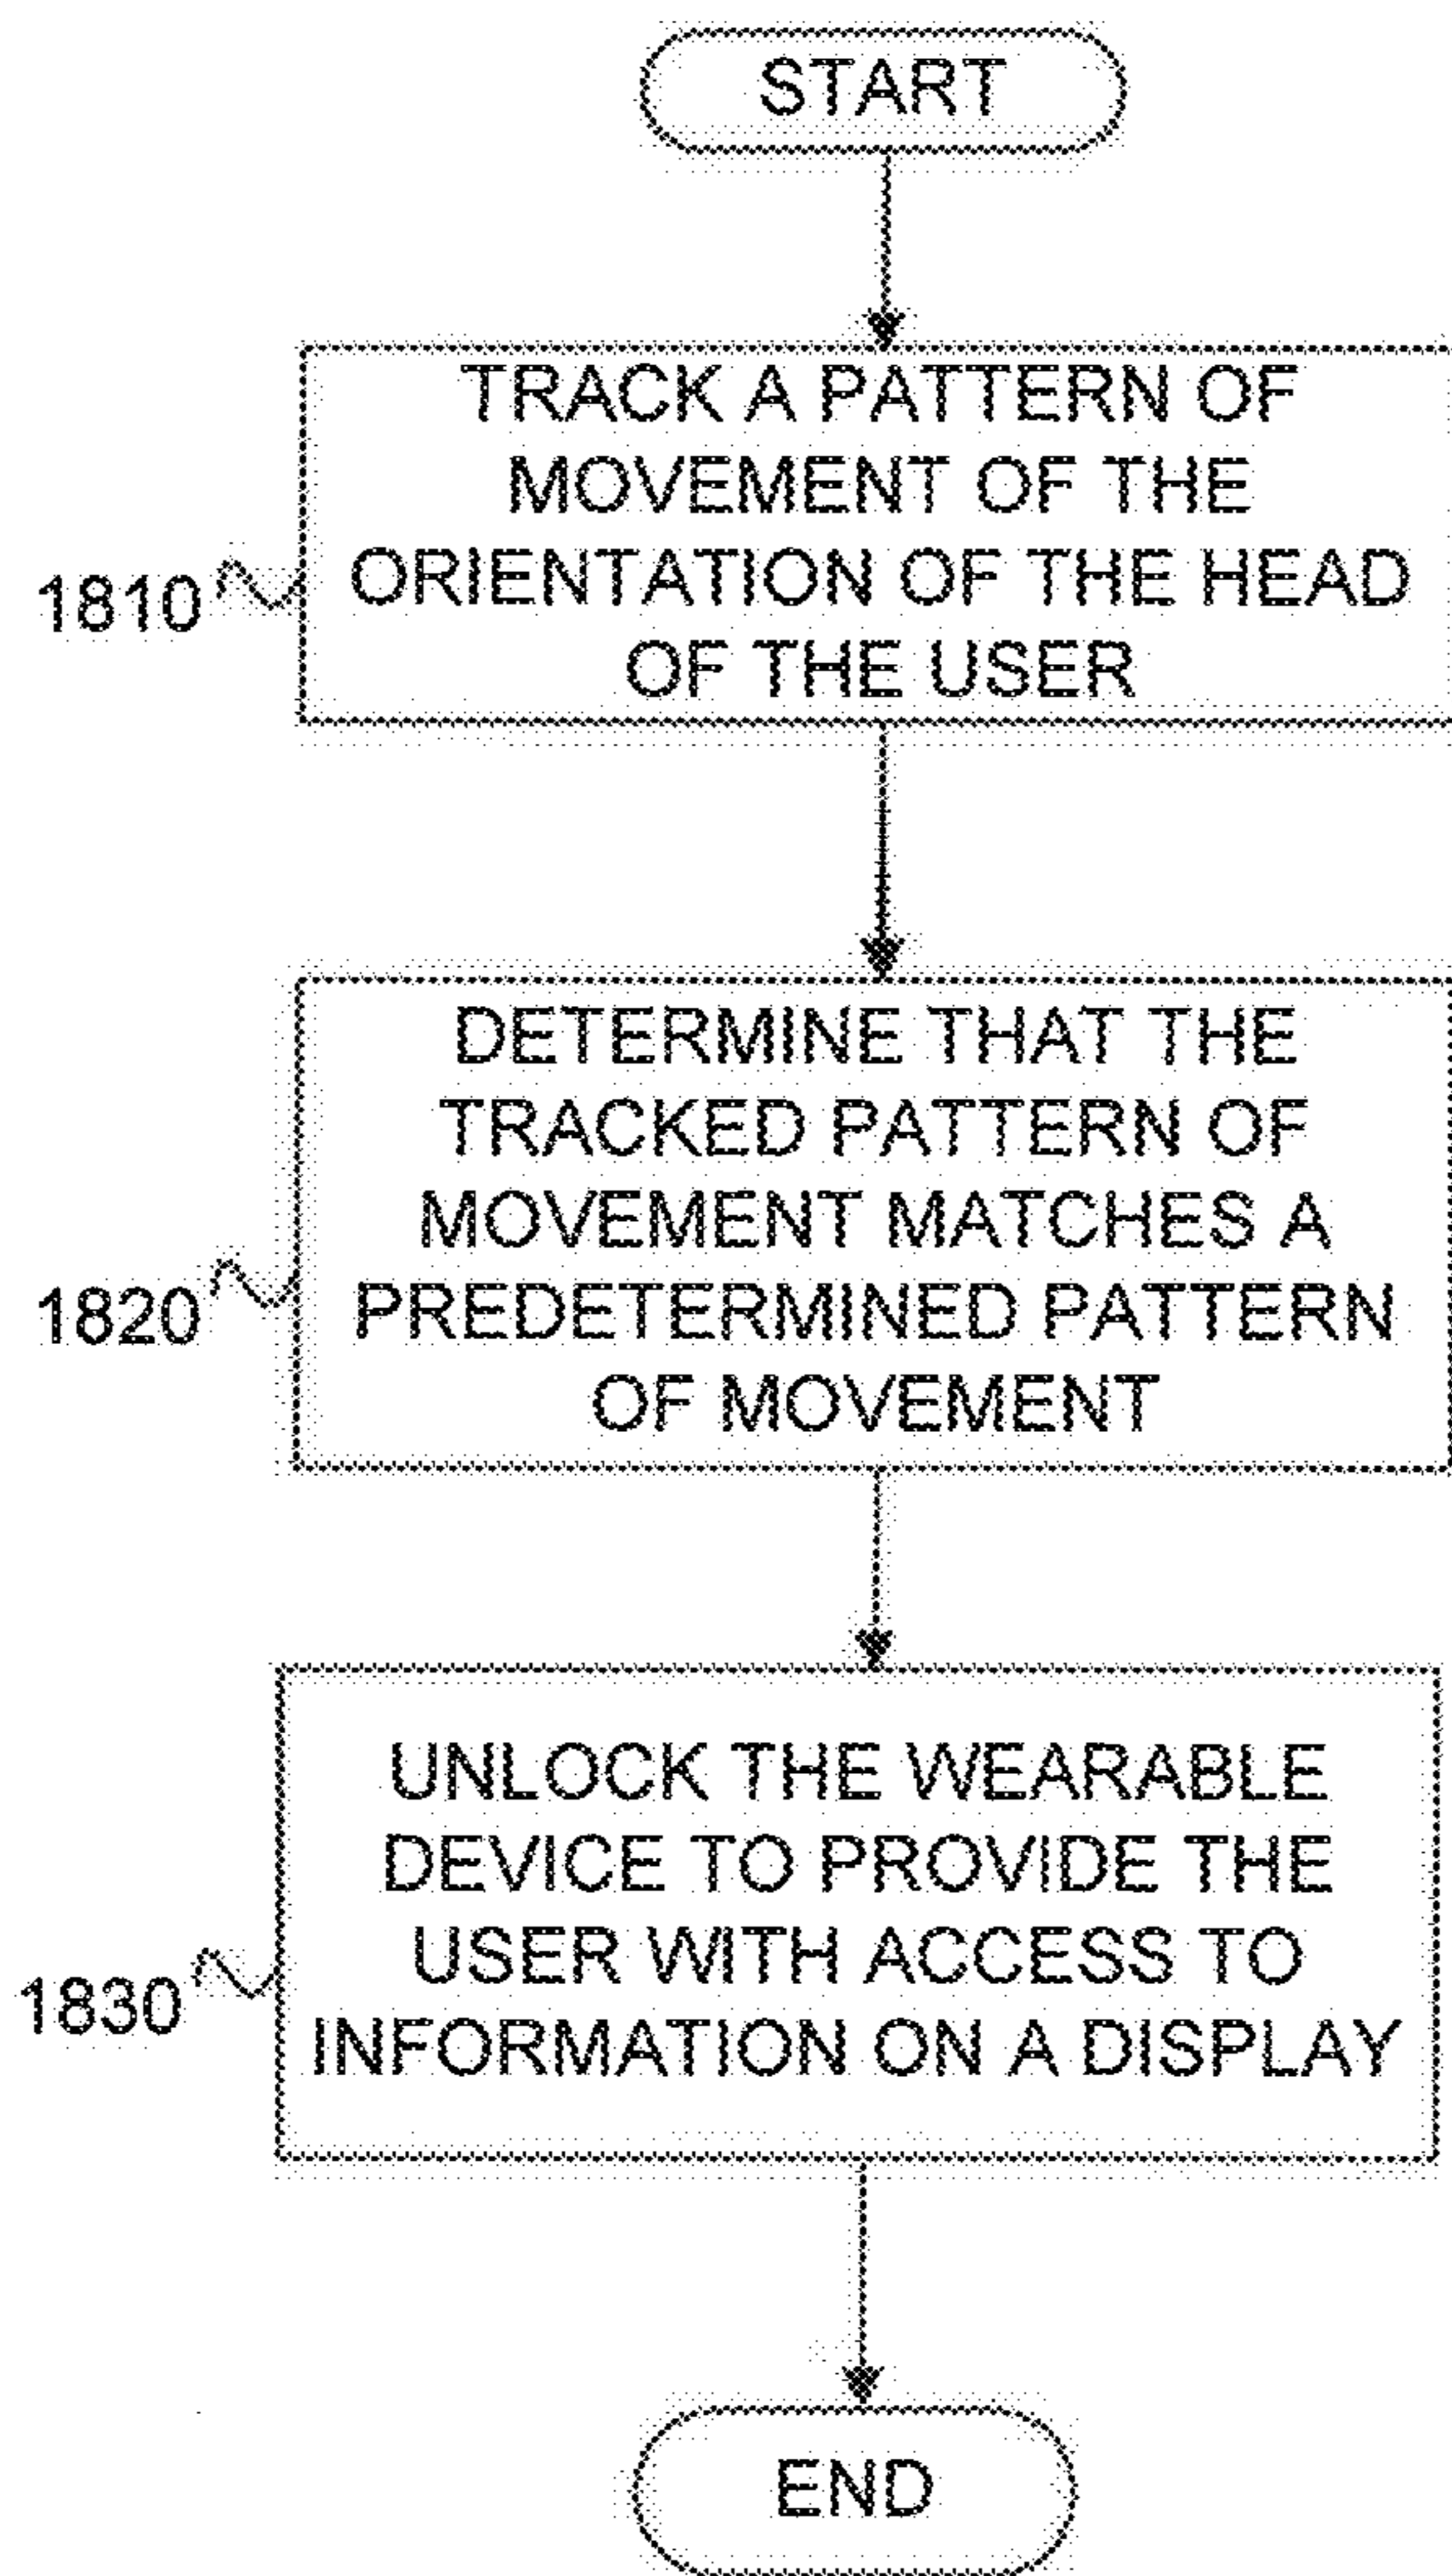 START
TRACK A PATTERN OF
MOVEMENT OF THE
ORIENTATION OF THE HEAD
OF THE USER
1810
DETERMINE THAT THE
TRACKED PATTERN OF
MOVEMENT MATCHES A
PREDETERMINED PATTERN
OF MOVEMENT
1820
UNLOCK THE WEARABLE
DEVICE TO PROVIDE THE
USER WITH ACCESS TO
INFORMATION ON A DISPLAY
1830
END